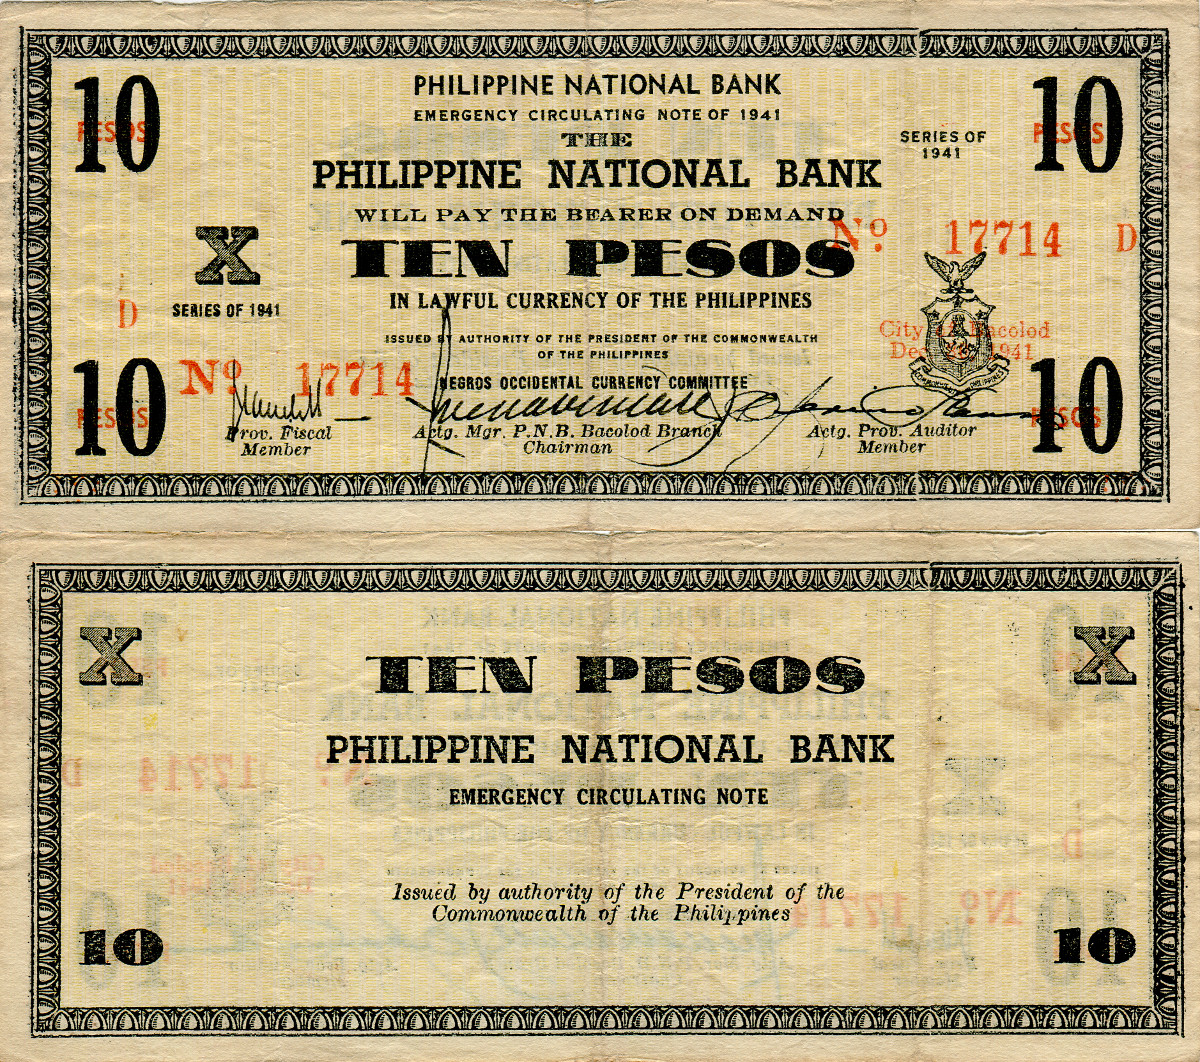 10
PESOS
PHILIPPINE NATIONAL BANK
EMERGENCY CIRCULATING NOTE OF 1941
THE
PHILIPPINE NATIONAL BANK
WILL PAY THE BEARER ON DEMAND
TEN PESOS
IN LAWFUL CURRENCY OF THE PHILIPPINES
ISSUED BY AUTHORITY OF THE PRESIDENT OF THE COMMONWEALTH
OF THE PHILIPPINES
NEGROS OCCIDENTAL CURRENCY COMMITTEE
SERIES OF
1941
10
PESOS
No. 17714 D
X
SERIES OF 1941
D
City of Bacolod
Dec. 1941
COMMONWEALTH PHILIPPINES
10
PESOS
No 17714
Prov. Fiscal
Member
Actg. Mgr. P.N.B. Bacolod Branch
Chairman
Actg. Prov. Auditor
Member
10
PESOS
X
TEN PESOS
X
PHILIPPINE NATIONAL BANK
EMERGENCY CIRCULATING NOTE
Issued by authority of the President of the
Commonwealth of the Philippines
10
10